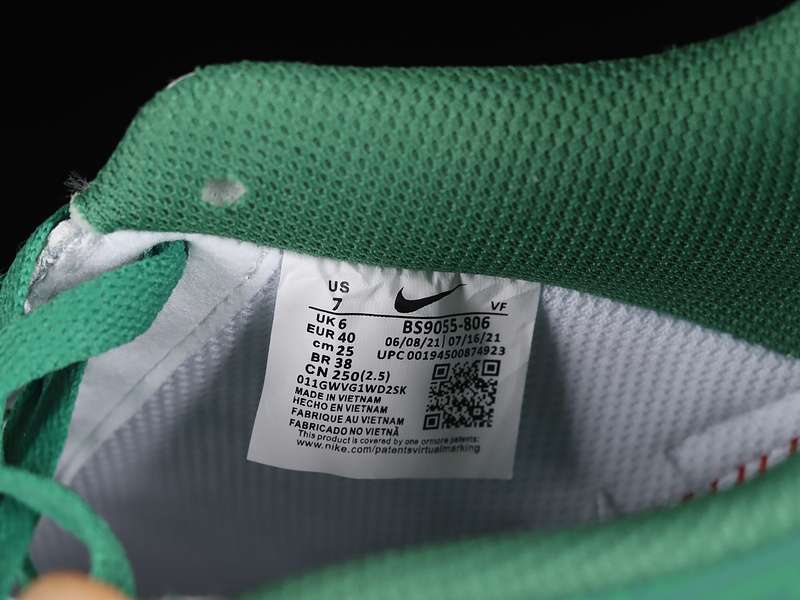 US
7
VF
UK 6
EUR 40
cm 25
BR 38
CN 250(2.5)
BS9055-806
06/08/21 | 07/16/21
UPC 00194500874923
011GWVG1WD2SK
MADE IN VIETNAM
HECHO EN VIETNAM
FABRIQUE AU VIETNAM
FABRICADO NO VIETNÃ
This product is covered by one ormore patents:
www.nike.com/patentsvirtualmarking